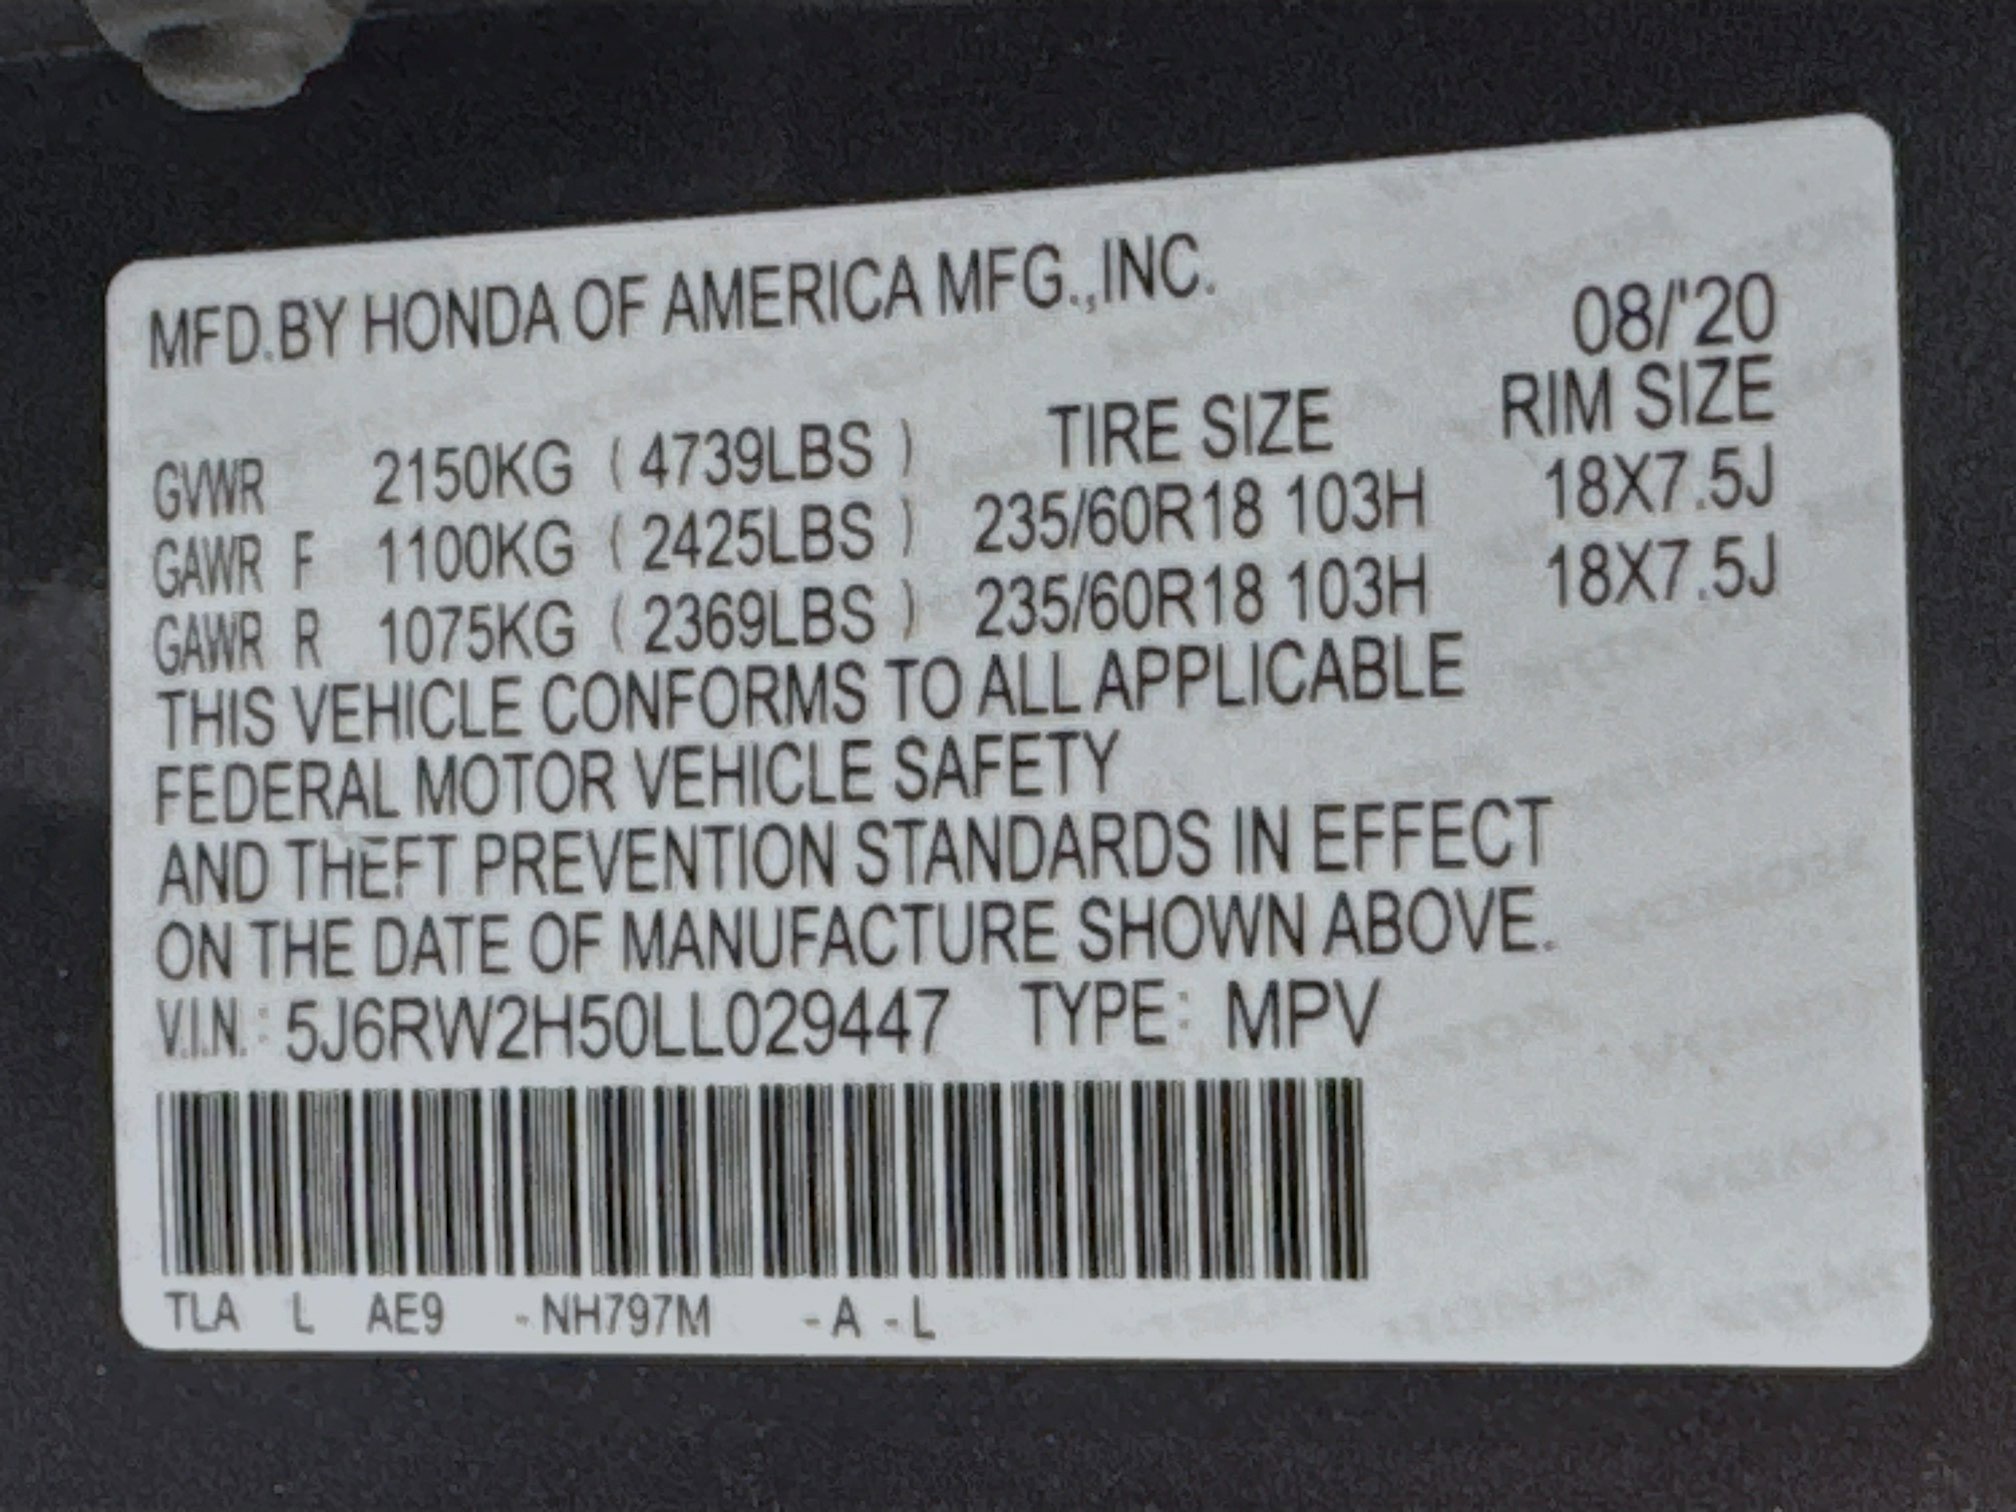 MFD.BY HONDA OF AMERICA MFG.,INC.
08/'20
GVWR 2150KG ( 4739LBS ) TIRE SIZE RIM SIZE
GAWR F 1100KG ( 2425LBS ) 235/60R18 103H 18X7.5J
GAWR R 1075KG ( 2369LBS ) 235/60R18 103H 18X7.5J
THIS VEHICLE CONFORMS TO ALL APPLICABLE
FEDERAL MOTOR VEHICLE SAFETY
AND THEFT PREVENTION STANDARDS IN EFFECT
ON THE DATE OF MANUFACTURE SHOWN ABOVE.
V.I.N.: 5J6RW2H50LL029447 TYPE: MPV
TLA L AE9 -NH797M -A -L